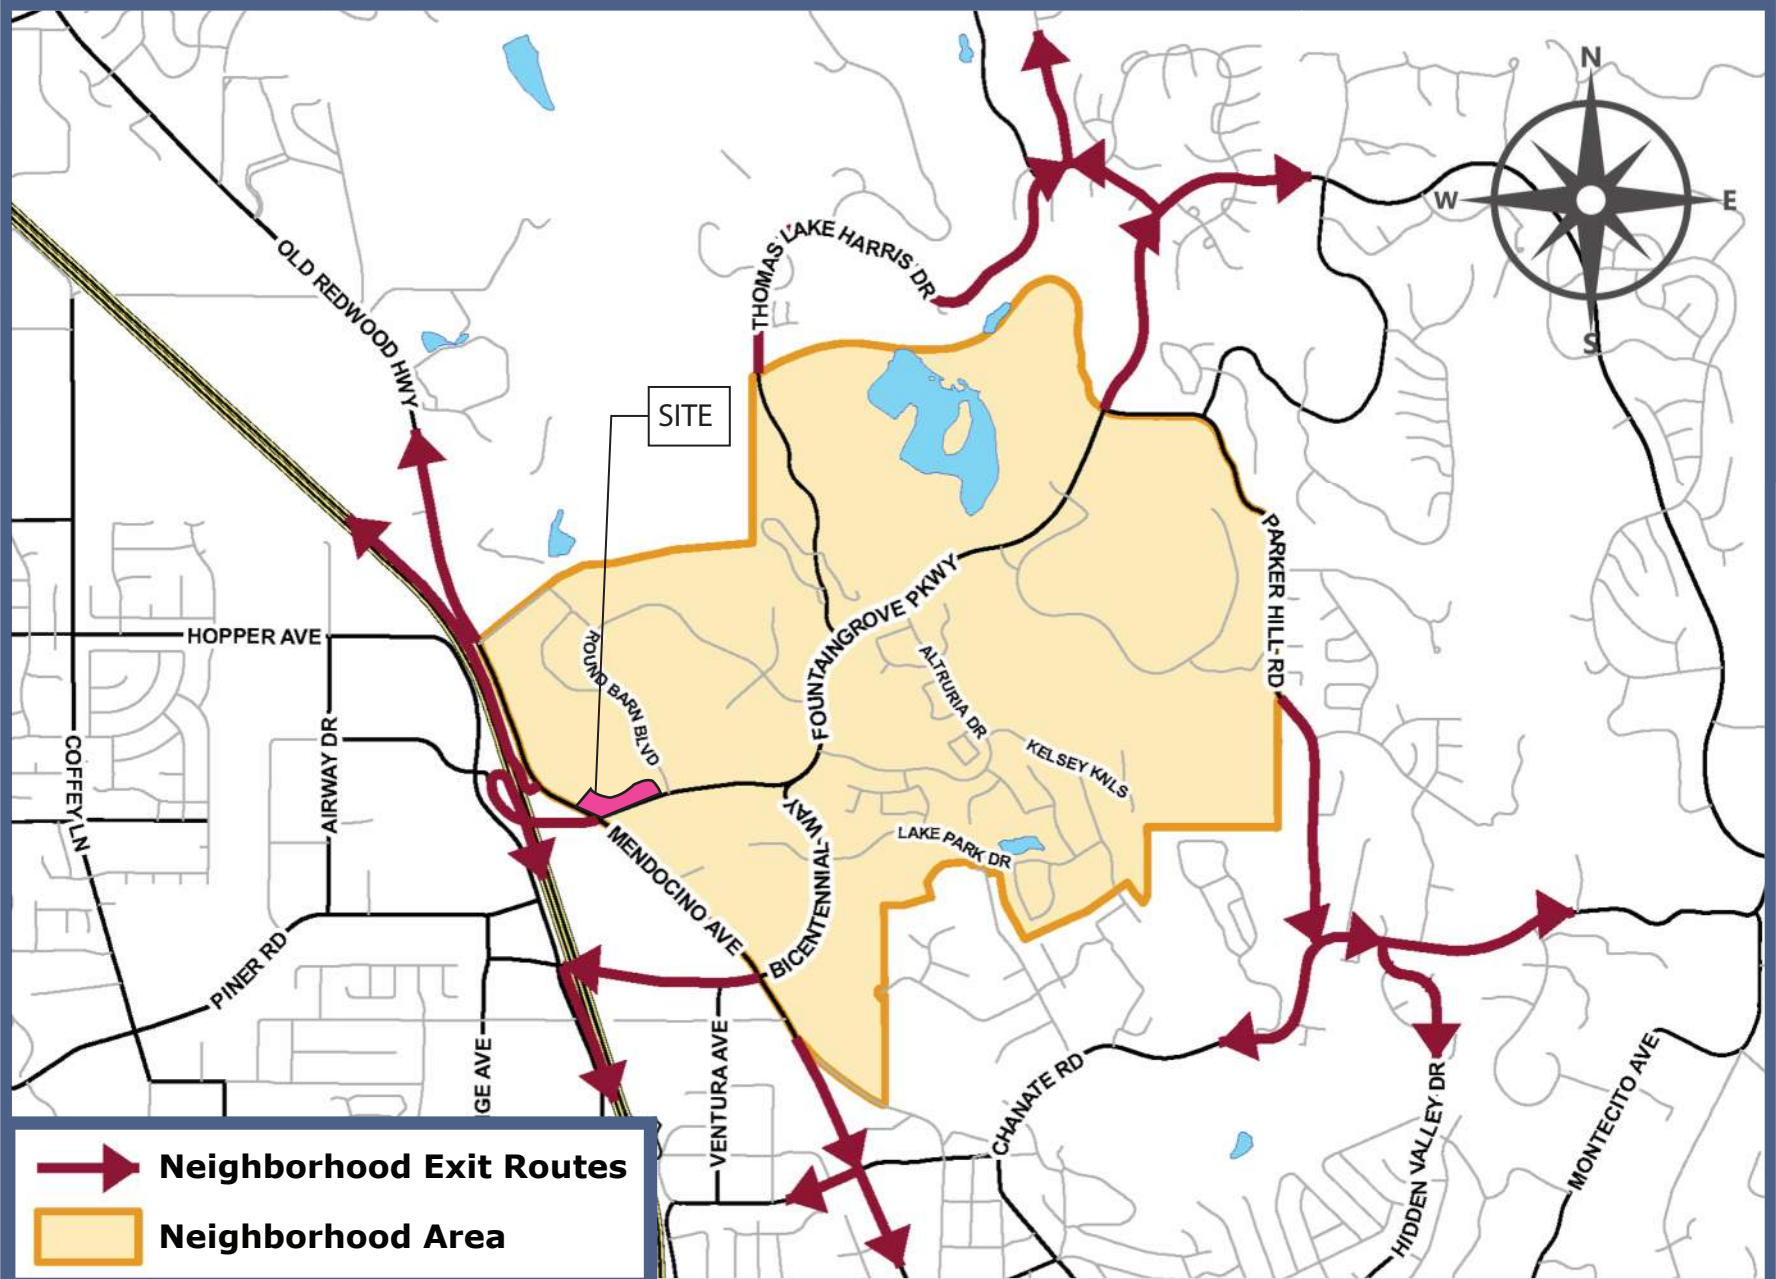 N
W
E
S
OLD REDWOOD HWY
THOMAS LAKE HARRIS DR
SITE
PARKER HILL RD
FOUNTAINGROVE PKWY
HOPPER AVE
ROUND BARN BLVD
ALTRURIA DR
KELSEY KNLS
COFFEY LN
AIRWAY DR
MENDOCINO AVE
BICENTENNIAL WAY
LAKE PARK DR
PINER RD
GE AVE
VENTURA AVE
CHANATE RD
HIDDEN VALLEY DR
MONTECITO AVE
Neighborhood Exit Routes
Neighborhood Area